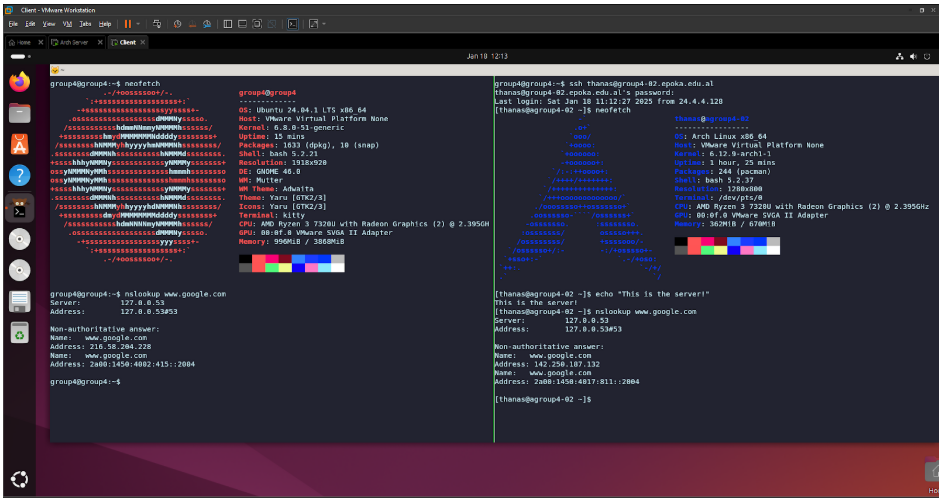 Client - VMware Workstation
File Edit View VM Tabs Help
Home
Arch Server
Client
Jan 18 12:13
group4@group4:~$ neofetch
group4@group4
-------------
OS: Ubuntu 24.04.1 LTS x86_64
Host: VMware Virtual Platform None
Kernel: 6.8.0-51-generic
Uptime: 15 mins
Packages: 1633 (dpkg), 10 (snap)
Shell: bash 5.2.21
Resolution: 1918x920
DE: GNOME 46.0
WM: Mutter
WM Theme: Adwaita
Theme: Yaru [GTK2/3]
Icons: Yaru [GTK2/3]
Terminal: kitty
CPU: AMD Ryzen 3 7320U with Radeon Graphics (2) @ 2.395GH
GPU: 00:0f.0 VMware SVGA II Adapter
Memory: 996MiB / 3868MiB
group4@group4:~$ nslookup www.google.com
Server: 127.0.0.53
Address: 127.0.0.53#53
Non-authoritative answer:
Name: www.google.com
Address: 216.58.204.228
Name: www.google.com
Address: 2a00:1450:4002:415::2004
group4@group4:~$
group4@group4:~$ ssh thanas@group4-02.epoka.edu.al
thanas@group4-02.epoka.edu.al's password:
Last login: Sat Jan 18 11:12:27 2025 from 24.4.4.120
[thanas@agroup4-02 ~]$ neofetch
thanas@agroup4-02
-----------------
OS: Arch Linux x86_64
Host: VMware Virtual Platform None
Kernel: 6.12.9-arch1-1
Uptime: 1 hour, 25 mins
Packages: 244 (pacman)
Shell: bash 5.2.37
Resolution: 1280x800
Terminal: /dev/pts/0
CPU: AMD Ryzen 3 7320U with Radeon Graphics (2) @ 2.395GHz
GPU: 00:0f.0 VMware SVGA II Adapter
Memory: 362MiB / 670MiB
[thanas@agroup4-02 ~]$ echo "This is the server!"
This is the server!
[thanas@agroup4-02 ~]$ nslookup www.google.com
Server: 127.0.0.53
Address: 127.0.0.53#53
Non-authoritative answer:
Name: www.google.com
Address: 142.250.187.132
Name: www.google.com
Address: 2a00:1450:4017:811::2004
[thanas@agroup4-02 ~]$